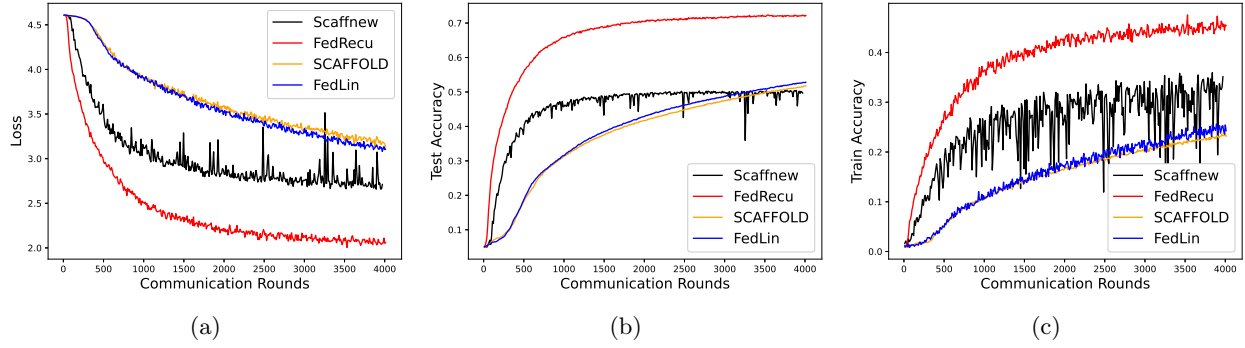 4.5
4.0
3.5
3.0
2.5
2.0
Loss
Scaffnew
FedRecu
SCAFFOLD
FedLin
0 500 1000 1500 2000 2500 3000 3500 4000
Communication Rounds
(a)
0.7
0.6
0.5
0.4
0.3
0.2
0.1
Test Accuracy
Scaffnew
FedRecu
SCAFFOLD
FedLin
0 500 1000 1500 2000 2500 3000 3500 4000
Communication Rounds
(b)
0.4
0.3
0.2
0.1
0.0
Train Accuracy
Scaffnew
FedRecu
SCAFFOLD
FedLin
0 500 1000 1500 2000 2500 3000 3500 4000
Communication Rounds
(c)